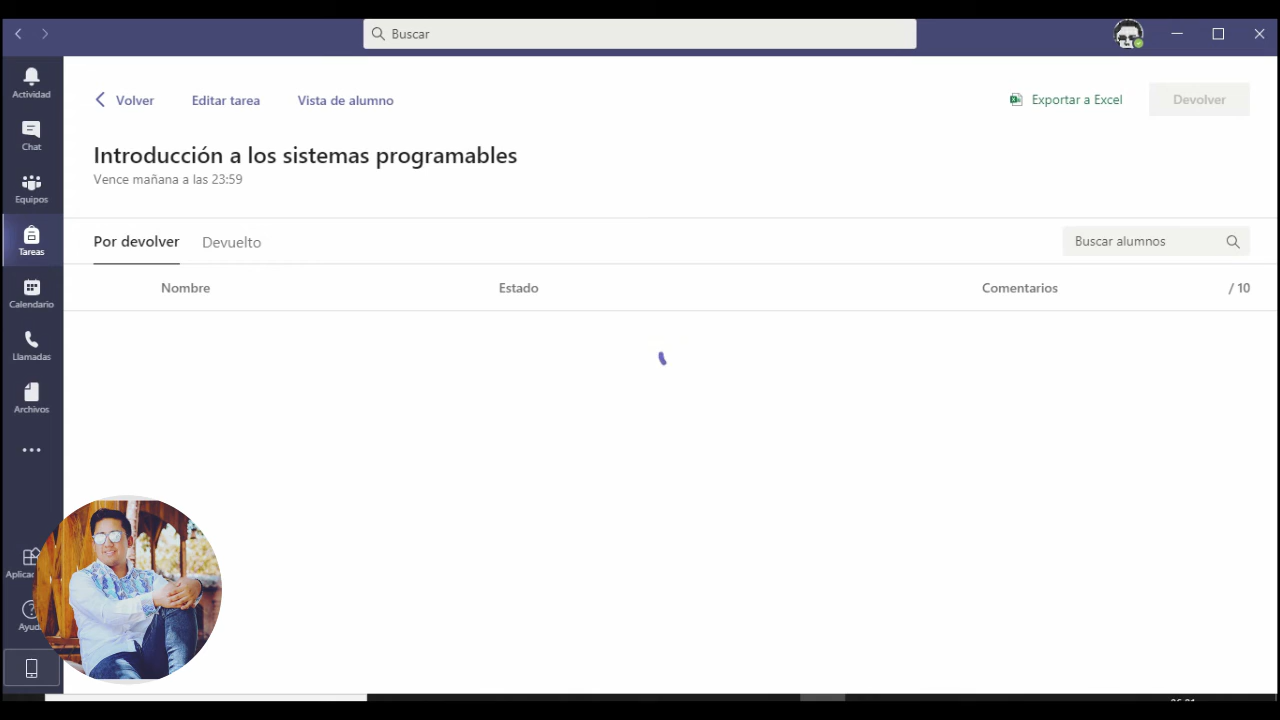 Buscar
Actividad
Chat
Equipos
Tareas
Calendario
Llamadas
Archivos
Volver
Editar tarea
Vista de alumno
Exportar a Excel
Devolver
Introducción a los sistemas programables
Vence mañana a las 23:59
Por devolver
Devuelto
Buscar alumnos
Nombre
Estado
Comentarios
/ 10